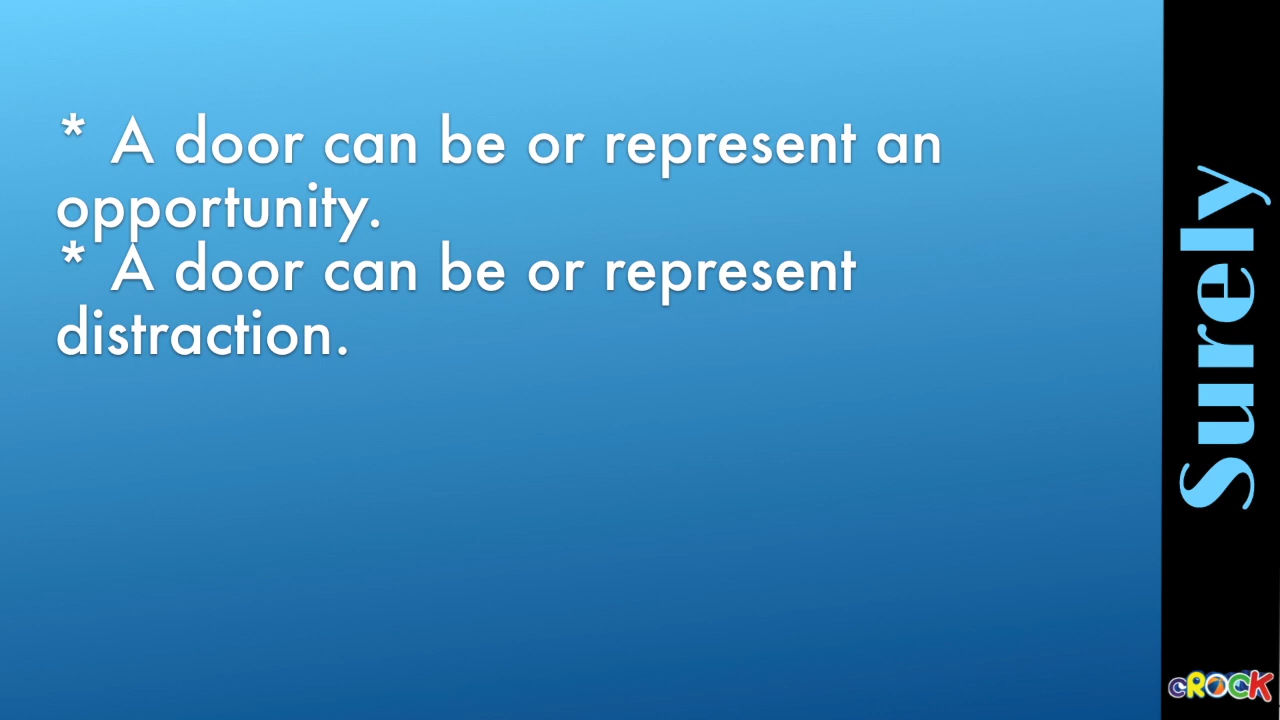 * A door can be or represent an
opportunity.
* A door can be or represent
distraction.
Surely
cROCK